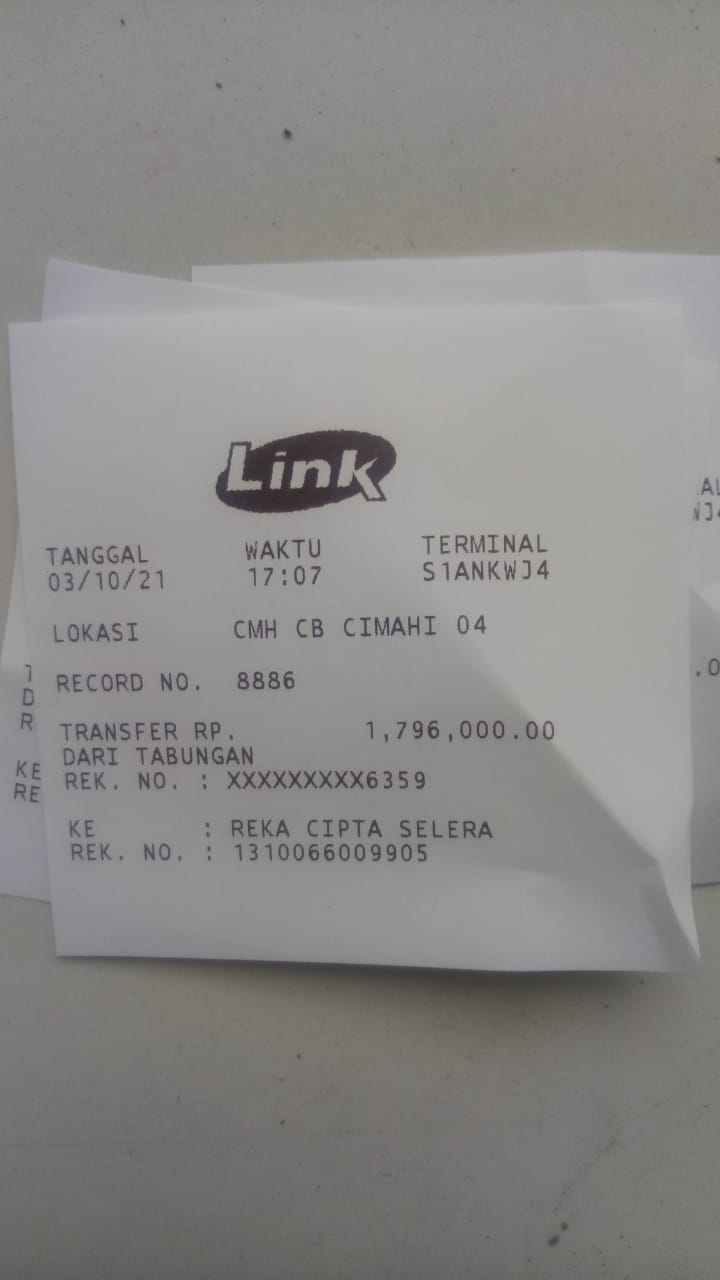 Link
TANGGAL WAKTU TERMINAL
03/10/21 17:07 S1ANKWJ4
LOKASI CMH CB CIMAHI 04
RECORD NO. 8886
TRANSFER RP. 1,796,000.00
DARI TABUNGAN
REK. NO. : XXXXXXXXX6359
KE : REKA CIPTA SELERA
REK. NO. : 1310066009905